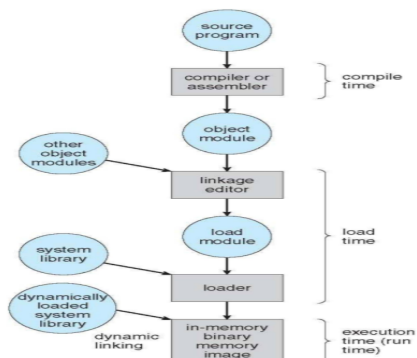 source
program
compiler or
assembler
compile
time
object
module
other
object
modules
linkage
editor
load
module
load
time
system
library
loader
dynamically
loaded
system
library
dynamic
linking
in-memory
binary
memory
image
execution
time (run
time)